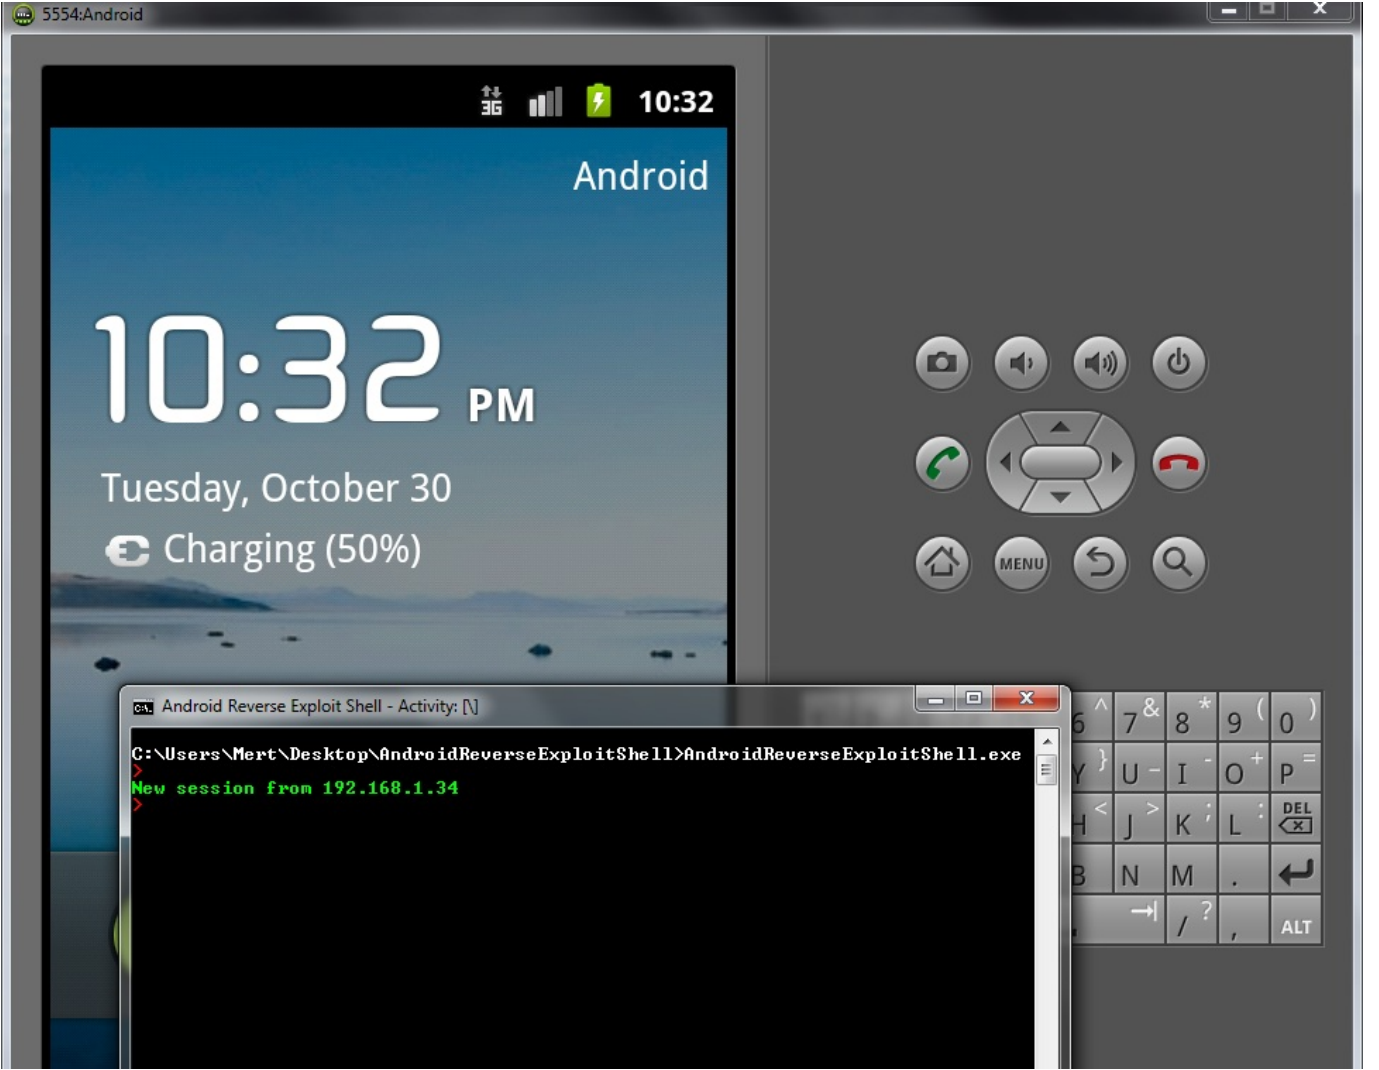 5554:Android
3G 10:32
Android
10:32 PM
Tuesday, October 30
Charging (50%)
MENU
Android Reverse Exploit Shell - Activity: [\]
C:\Users\Mert\Desktop\AndroidReverseExploitShell>AndroidReverseExploitShell.exe
>
New session from 192.168.1.34
>
6 ^ 7 & 8 * 9 ( 0 )
Y } U - I - O + P =
H < J > K ; L : DEL
B N M .
/ ? , ALT